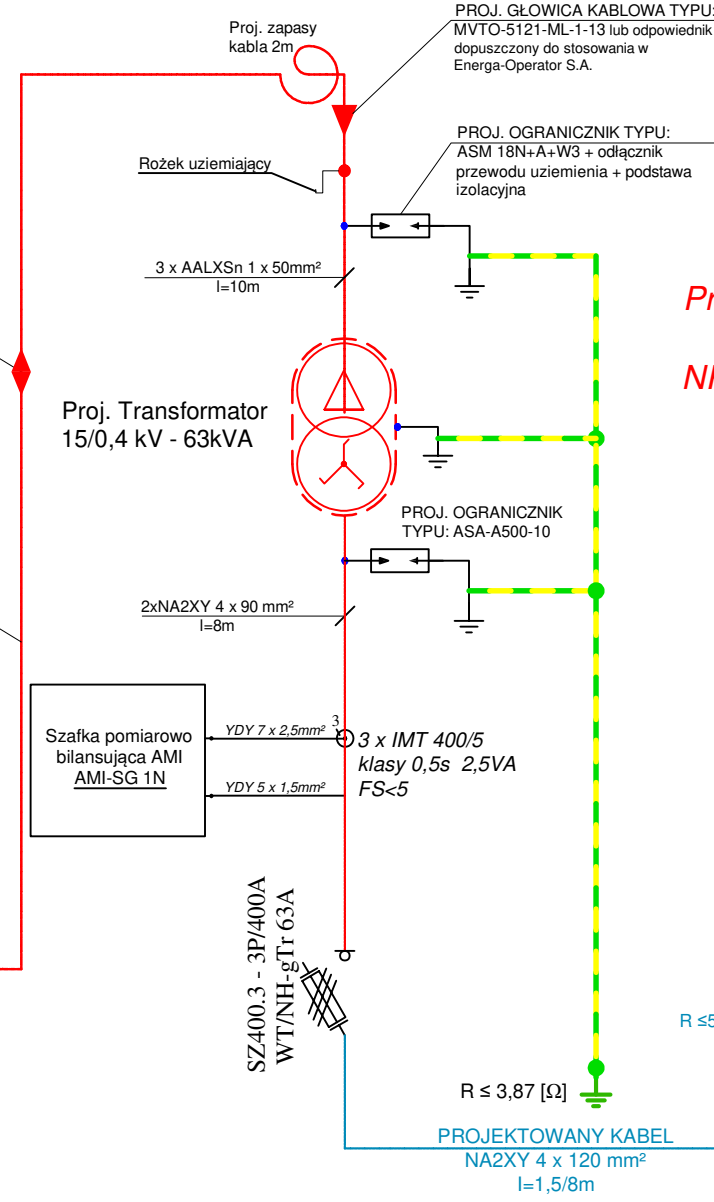 PROJ. GŁOWICA KABLOWA TYPU:
MVTO-5121-ML-1-13 lub odpowiednik
dopuszczony do stosowania w
Energa-Operator S.A.
Proj. zapasy
kabla 2m
PROJ. OGRANICZNIK TYPU:
ASM 18N+A+W3 + odłącznik
przewodu uziemienia + podstawa
izolacyjna
Rożek uziemiający
3 x AALXSn 1 x 50mm²
l=10m
Pr
Proj. Transformator
15/0,4 kV - 63kVA
PROJ. OGRANICZNIK
TYPU: ASA-A500-10
2xNA2XY 4 x 90 mm²
l=8m
Szafka pomiarowo
bilansująca AMI
AMI-SG 1N
YDY 7 x 2,5mm²
3
YDY 5 x 1,5mm²
3 x IMT 400/5
klasy 0,5s 2,5VA
FS<5
SZ400.3 - 3P/400A
WT/NH-gTr 63A
R ≤5
R ≤ 3,87 [Ω]
PROJEKTOWANY KABEL
NA2XY 4 x 120 mm²
l=1,5/8m